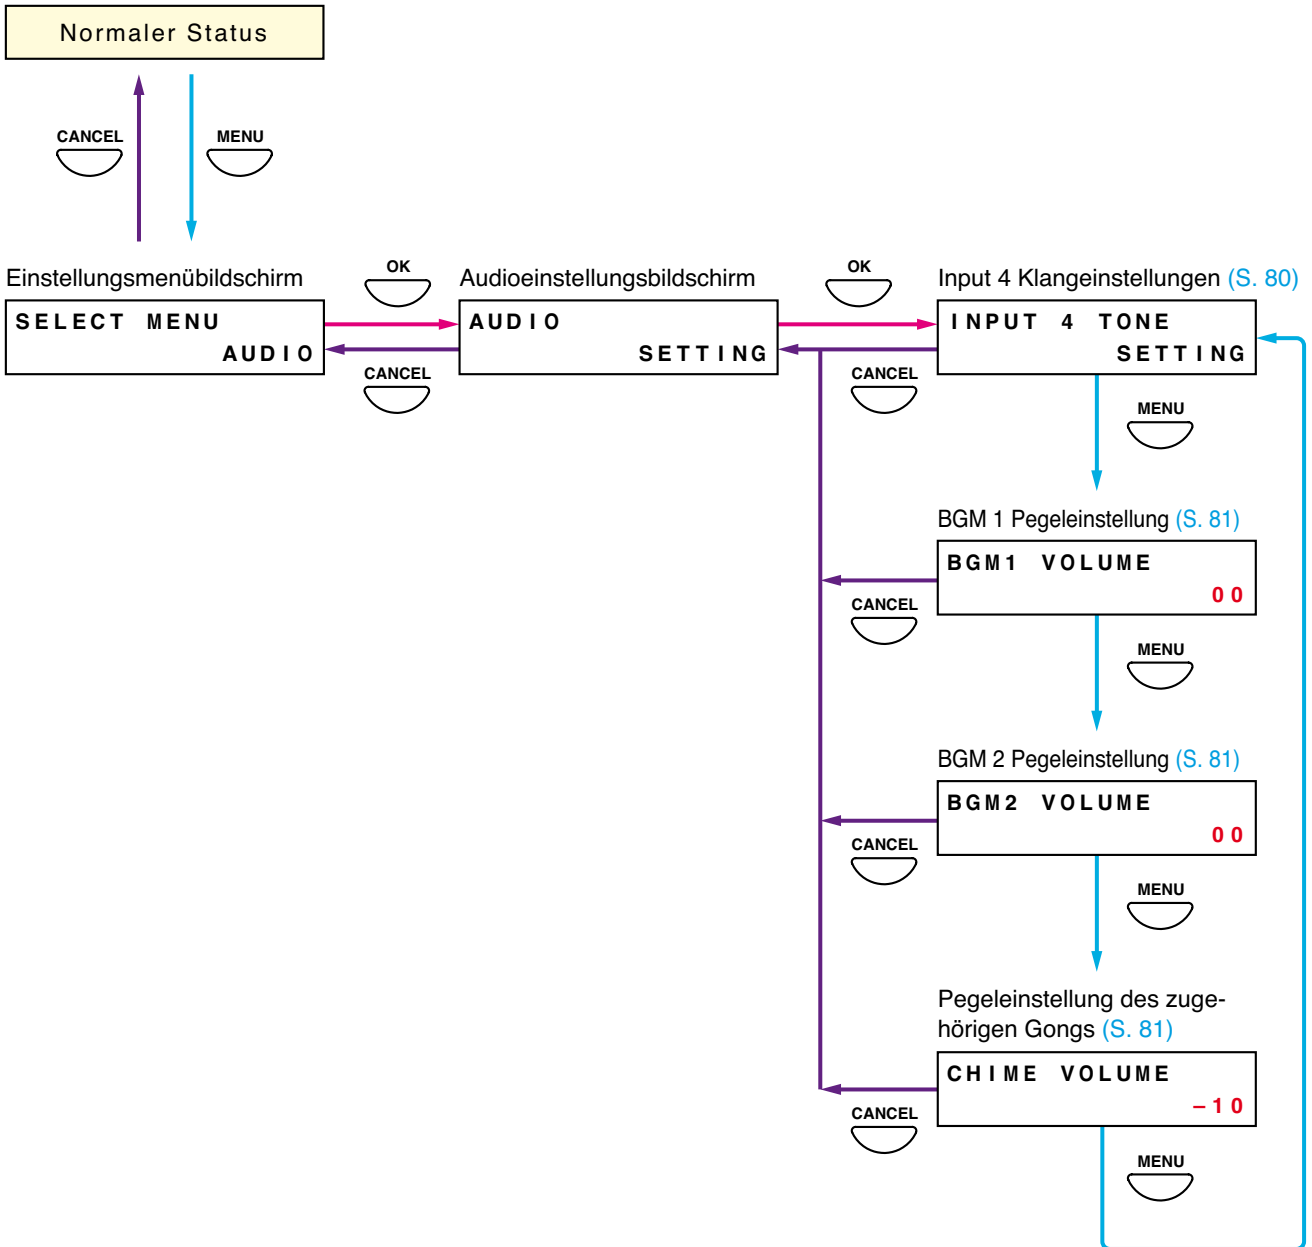 Normaler Status
CANCEL
MENU
Einstellungsmenübildschirm
OK
Audioeinstellungsbildschirm
OK
Input 4 Klangeinstellungen (S. 80)
SELECT MENU
AUDIO
AUDIO
SETTING
INPUT 4 TONE
SETTING
CANCEL
CANCEL
MENU
BGM 1 Pegeleinstellung (S. 81)
BGM1 VOLUME
00
CANCEL
MENU
BGM 2 Pegeleinstellung (S. 81)
BGM2 VOLUME
00
CANCEL
MENU
Pegeleinstellung des zuge-
hörigen Gongs (S. 81)
CHIME VOLUME
–10
CANCEL
MENU